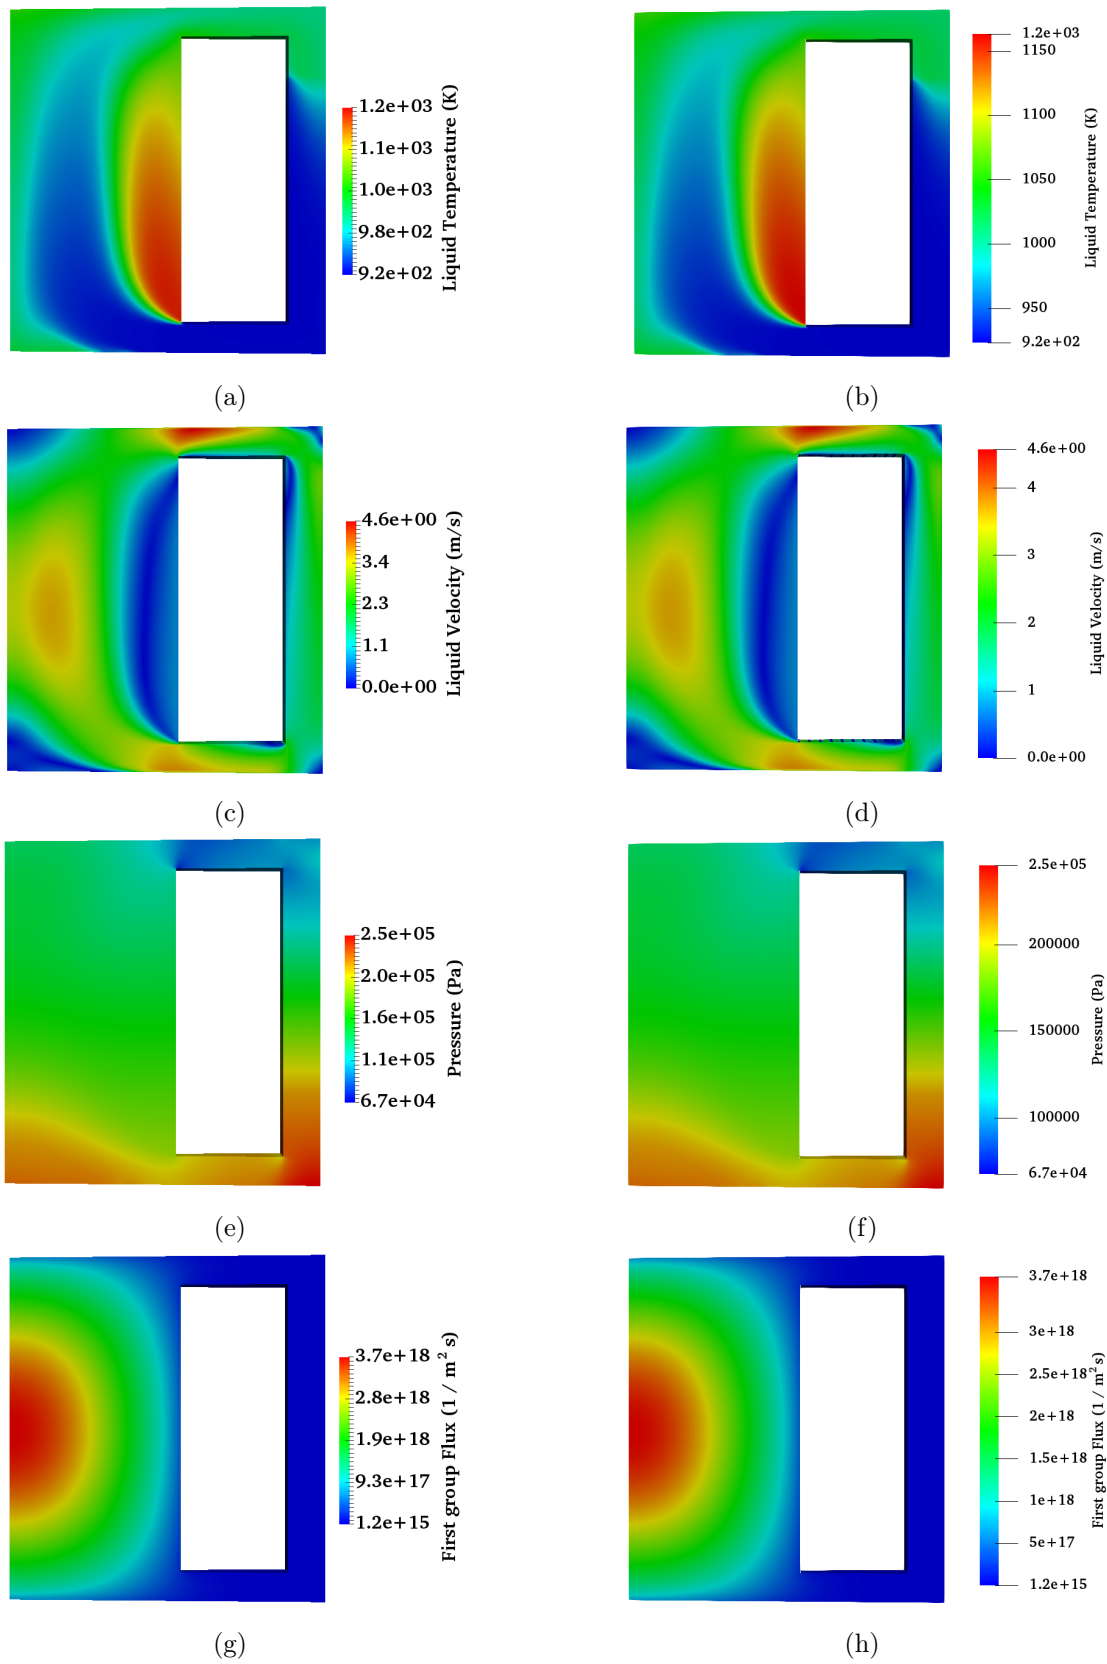 1.2e+03
1.1e+03
1.0e+03
9.8e+02
9.2e+02
Liquid Temperature (K)
(a)
1.2e+03
1150
1100
1050
1000
950
9.2e+02
Liquid Temperature (K)
(b)
4.6e+00
3.4
2.3
1.1
0.0e+00
Liquid Velocity (m/s)
(c)
4.6e+00
4
3
2
1
0.0e+00
Liquid Velocity (m/s)
(d)
2.5e+05
2.0e+05
1.6e+05
1.1e+05
6.7e+04
Pressure (Pa)
(e)
2.5e+05
200000
150000
100000
6.7e+04
Pressure (Pa)
(f)
3.7e+18
2.8e+18
1.9e+18
9.3e+17
1.2e+15
First group Flux (1 / m² s)
(g)
3.7e+18
3e+18
2.5e+18
2e+18
1.5e+18
1e+18
5e+17
1.2e+15
First group Flux (1 / m² s)
(h)